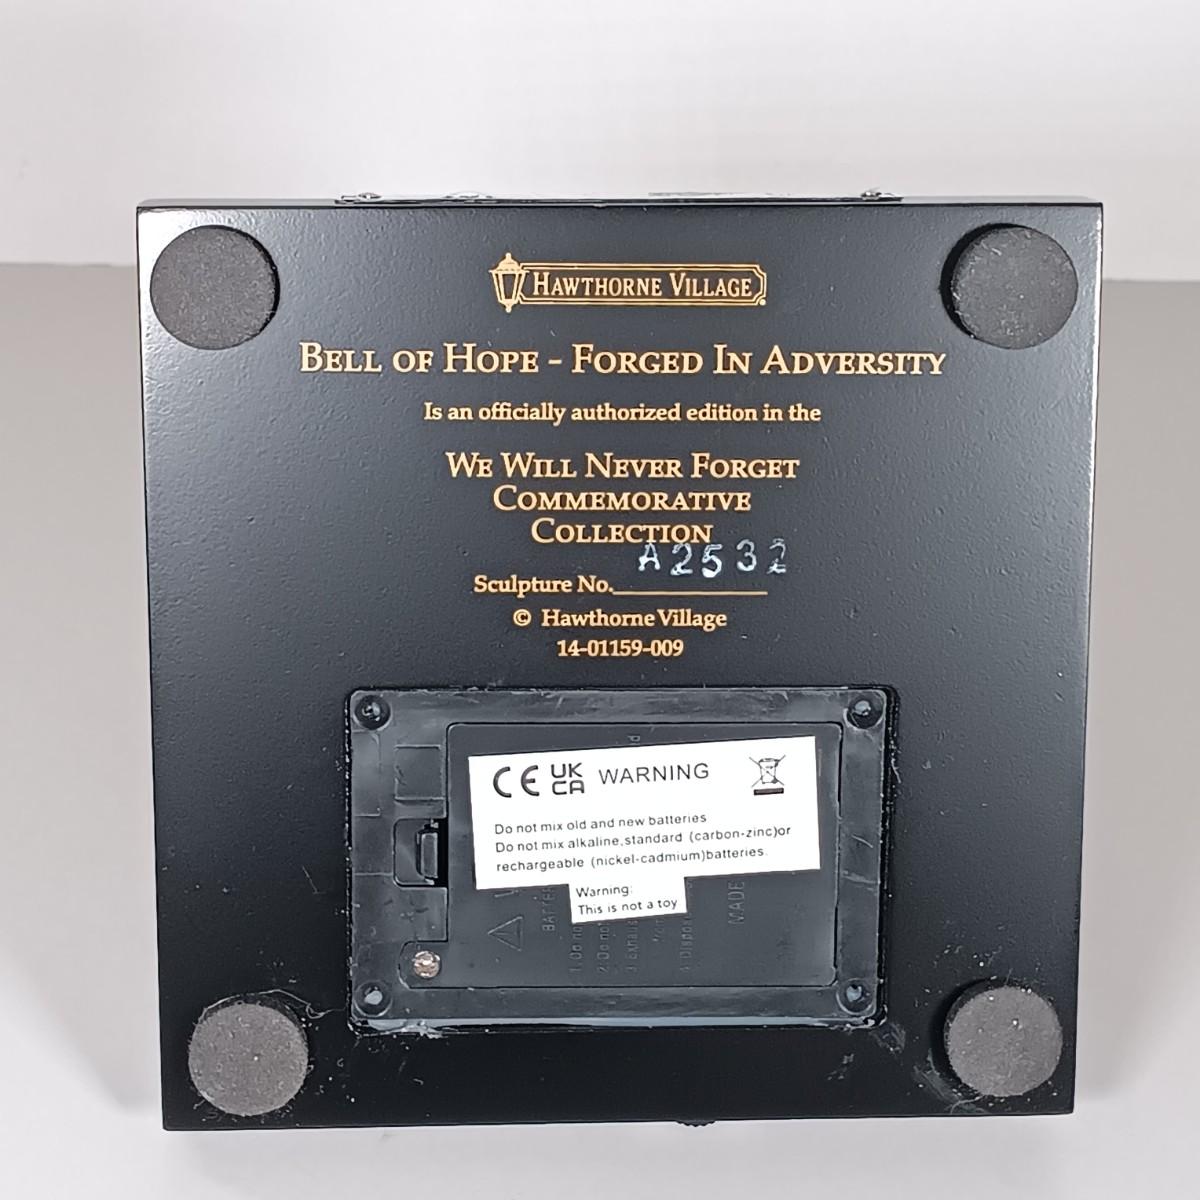 HAWTHORNE VILLAGE
BELL OF HOPE - FORGED IN ADVERSITY
Is an officially authorized edition in the
WE WILL NEVER FORGET
COMMEMORATIVE
COLLECTION
A2532
Sculpture No.
© Hawthorne Village
14-01159-009
CE UK CA WARNING
Do not mix old and new batteries
Do not mix alkaline,standard (carbon-zinc)or
rechargeable (nickel-cadmium)batteries.
Warning:
This is not a toy
MADE